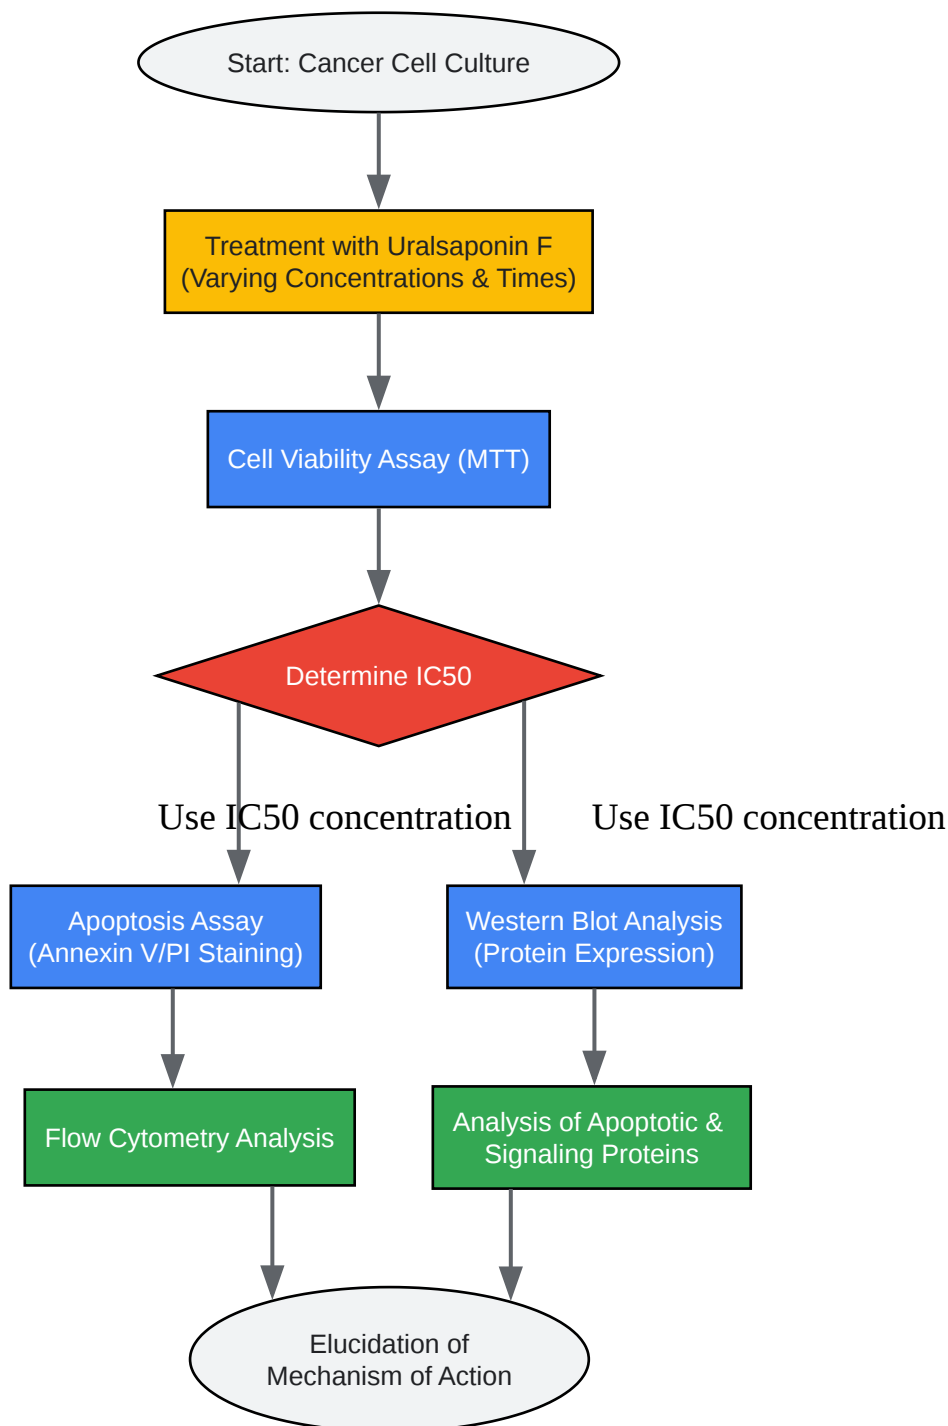 Start: Cancer Cell Culture
Treatment with Uralsaponin F
(Varying Concentrations & Times)
Cell Viability Assay (MTT)
Determine IC50
Use IC50 concentration
Use IC50 concentration
Apoptosis Assay
(Annexin V/PI Staining)
Western Blot Analysis
(Protein Expression)
Flow Cytometry Analysis
Analysis of Apoptotic &
Signaling Proteins
Elucidation of
Mechanism of Action